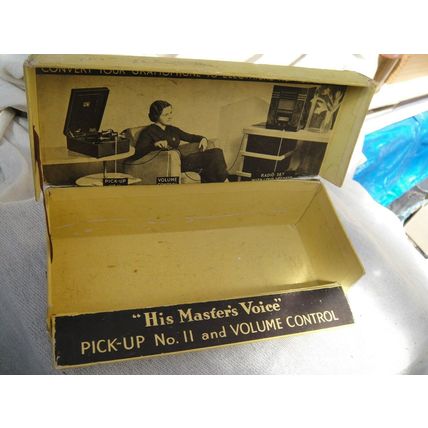 CONVERT YOUR GRAMOPHONE TO ELECTRICAL
PICK-UP
VOLUME
RADIO SET
"His Master's Voice"
PICK-UP No. 11 and VOLUME CONTROL